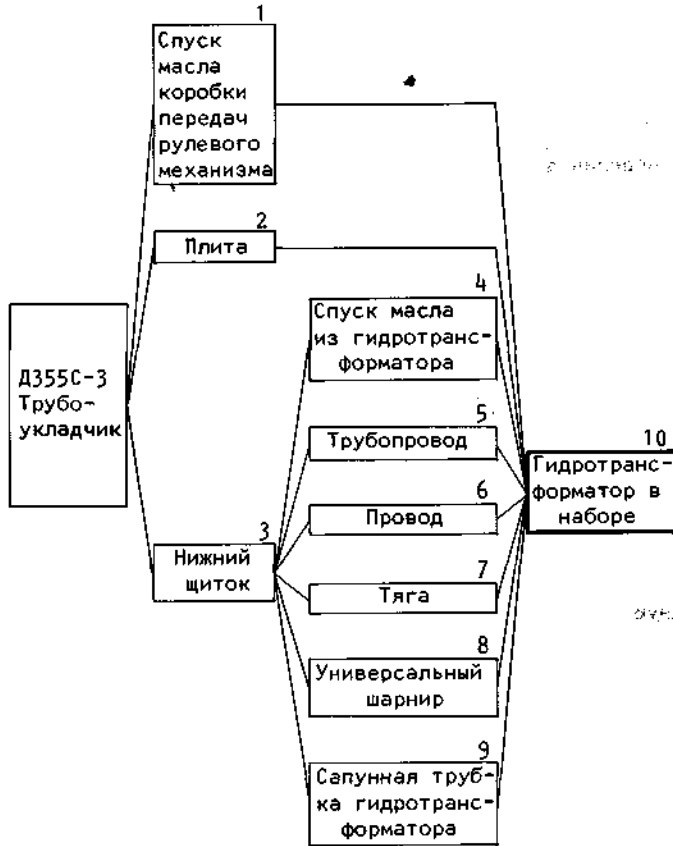 1
Спуск
масла
коробки
передач
рулевого
механизма
2
Плита
Д355С-3
Трубо-
укладчик
3
Нижний
щиток
4
Спуск масла
из гидротранс-
форматора
5
Трубопровод
6
Провод
7
Тяга
8
Универсальный
шарнир
9
Сапунная труб-
ка гидротранс-
форматора
10
Гидротранс-
форматор в
наборе